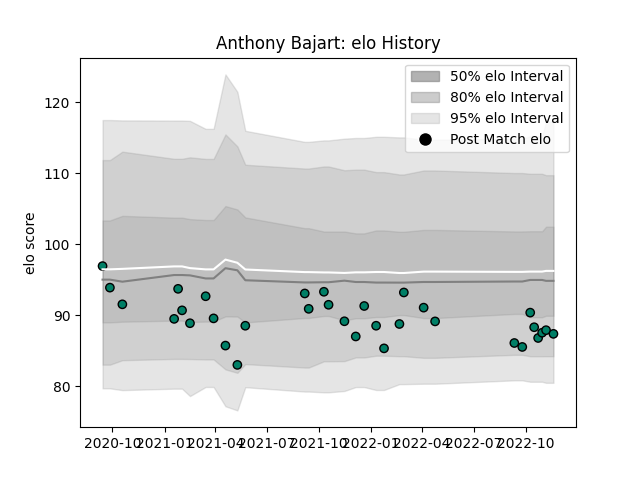 Anthony Bajart: elo History
50% elo Interval
80% elo Interval
95% elo Interval
Post Match elo
elo score
120
110
100
90
80
2020-10 2021-01 2021-04 2021-07 2021-10 2022-01 2022-04 2022-07 2022-10